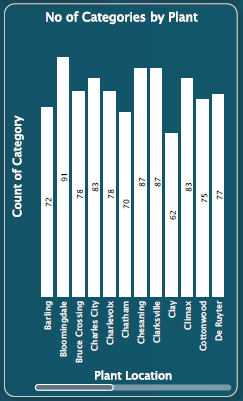 No of Categories by Plant
Count of Category
72
91
78
83
78
70
87
87
62
83
75
77
Barling
Bloomingdale
Bruce Crossing
Charles City
Charlevoix
Chatham
Chesaning
Clarksville
Clay
Climax
Cottonwood
De Ruyter
Plant Location